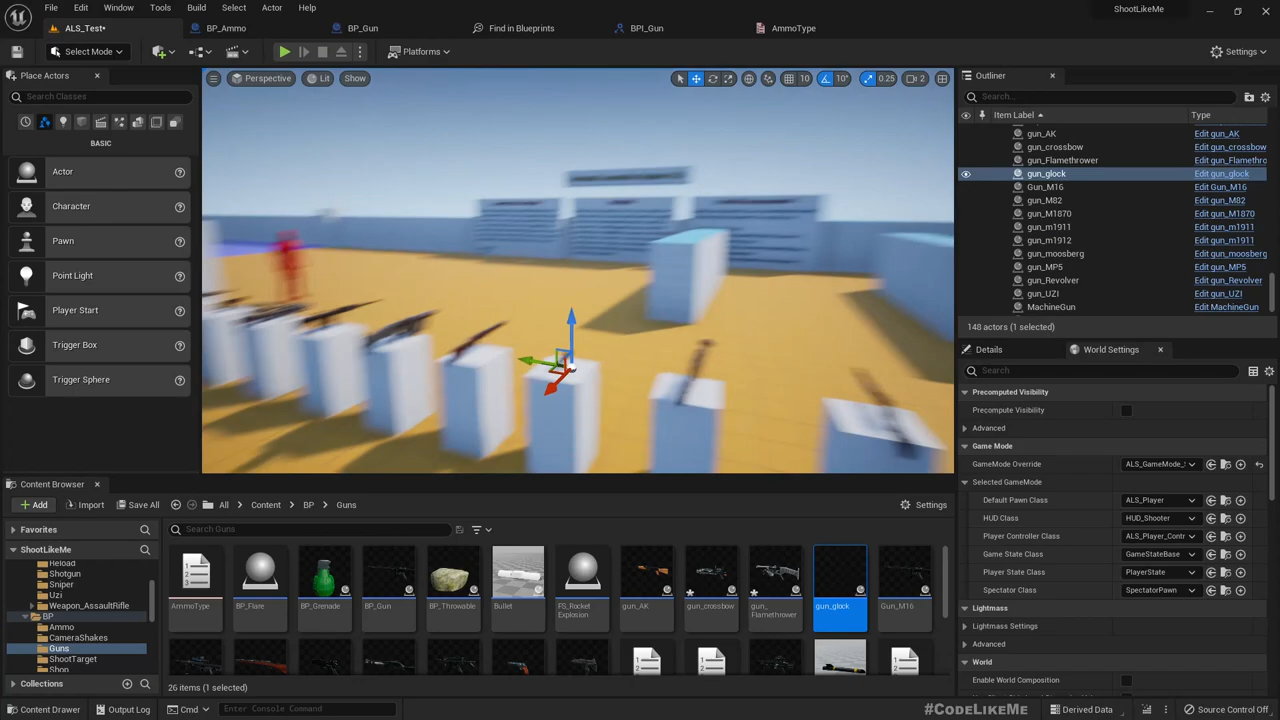 File Edit Window Tools Build Select Actor Help
ShootLikeMe
ALS_Test* BP_Ammo BP_Gun Find in Blueprints BPI_Gun AmmoType
Select Mode Platforms Settings
Place Actors
Search Classes
BASIC
Actor
Character
Pawn
Point Light
Player Start
Trigger Box
Trigger Sphere
Perspective Lit Show 10 10° 0.25 2
Outliner
Search...
Item Label Type
gun_AK Edit gun_AK
gun_crossbow Edit gun_crossbow
gun_Flamethrower Edit gun_Flamethro
gun_glock Edit gun_glock
Gun_M16 Edit Gun_M16
gun_M82 Edit gun_M82
gun_M1870 Edit gun_M1870
gun_m1911 Edit gun_m1911
gun_m1912 Edit gun_m1911
gun_moosberg Edit gun_moosberg
gun_MP5 Edit gun_MP5
gun_Revolver Edit gun_Revolver
gun_UZI Edit gun_UZI
MachineGun Edit MachineGun
148 actors (1 selected)
Details World Settings
Search
Precomputed Visibility
Precompute Visibility
Advanced
Game Mode
GameMode Override ALS_GameMode_S
Selected GameMode
Default Pawn Class ALS_Player
HUD Class HUD_Shooter
Player Controller Class ALS_Player_Contr
Game State Class GameStateBase
Player State Class PlayerState
Spectator Class SpectatorPawn
Lightmass
Lightmass Settings
Advanced
World
Enable World Composition
Content Browser
Add Import Save All All Content BP Guns Settings
Favorites
ShootLikeMe
Reload
Shotgun
Sniper
Uzi
Weapon_AssaultRifle
BP
Ammo
CameraShakes
Guns
ShootTarget
Shop
Collections
Search Guns
AmmoType BP_Flare BP_Grenade BP_Gun BP_Throwable Bullet FS_Rocket Explosion gun_AK gun_crossbow gun_ Flamethrower gun_glock Gun_M16
26 items (1 selected)
Content Drawer Output Log Cmd Enter Console Command #CodeLikeMe Derived Data Source Control Off